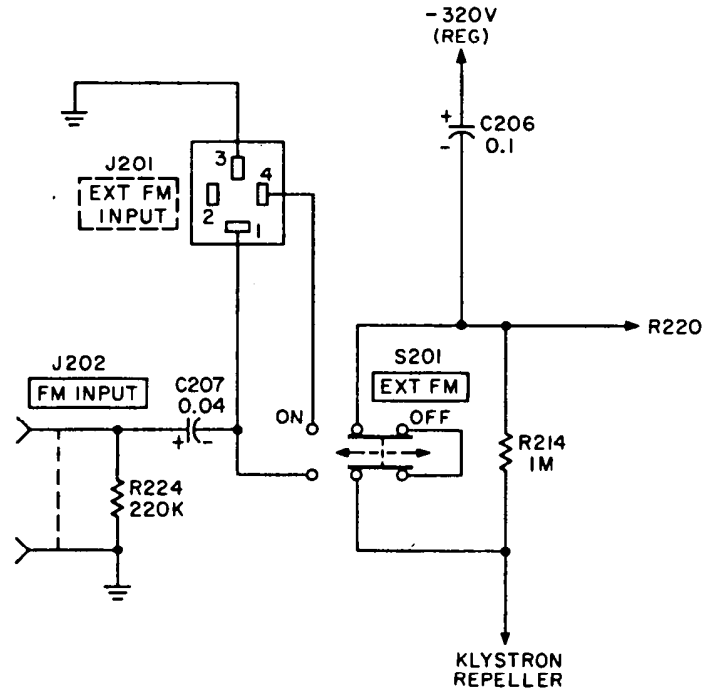 -320V
(REG)
+
-
C206
0.1
J201
EXT FM
INPUT
3
4
2
1
R220
J202
FM INPUT
C207
0.04
+
-
S201
EXT FM
ON
OFF
R224
220K
R214
1M
KLYSTRON
REPELLER